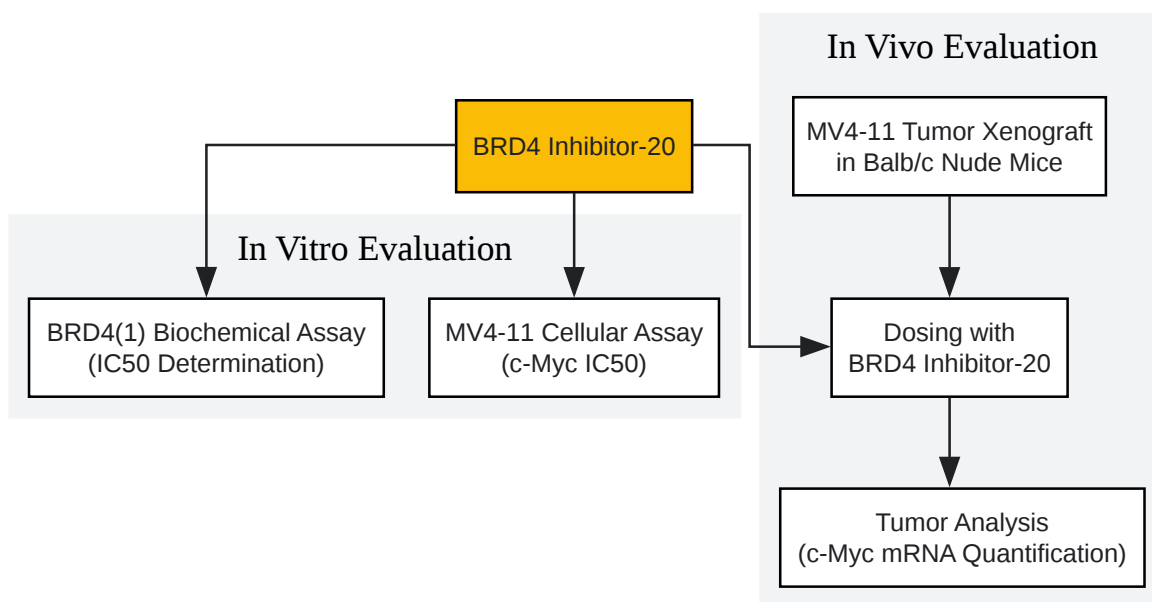 In Vivo Evaluation
BRD4 Inhibitor-20
MV4-11 Tumor Xenograft
in Balb/c Nude Mice
In Vitro Evaluation
BRD4(1) Biochemical Assay
(IC50 Determination)
MV4-11 Cellular Assay
(c-Myc IC50)
Dosing with
BRD4 Inhibitor-20
Tumor Analysis
(c-Myc mRNA Quantification)